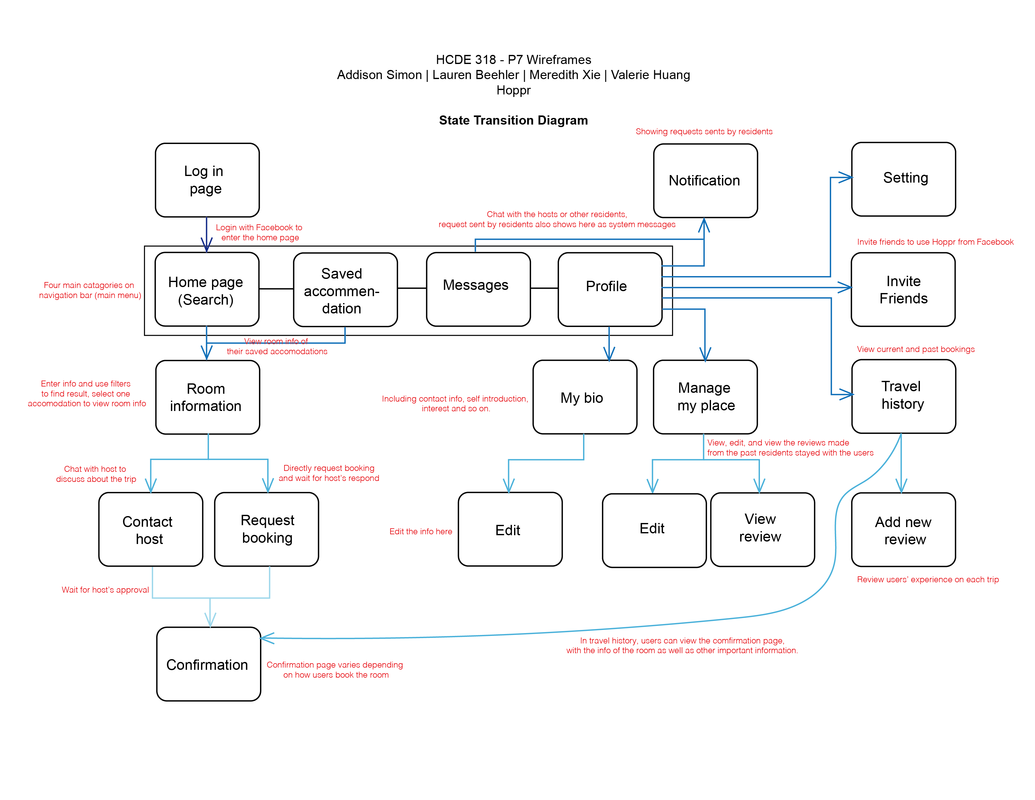 HCDE 318 - P7 Wireframes
Addison Simon | Lauren Beehler | Meredith Xie | Valerie Huang
Hoppr
State Transition Diagram
Showing requests sents by residents
Log in
page
Notification
Setting
Login with Facebook to
enter the home page
Chat with the hosts or other residents,
request sent by residents also shows here as system messages
Invite friends to use Hoppr from Facebook
Four main catagories on
navigation bar (main menu)
Home page
(Search)
Saved
accommen-
dation
Messages
Profile
Invite
Friends
View room info of
their saved accomodations
View current and past bookings
Enter info and use filters
to find result, select one
accomodation to view room info
Room
information
Including contact info, self introduction,
interest and so on.
My bio
Manage
my place
Travel
history
View, edit, and view the reviews made
from the past residents stayed with the users
Chat with host to
discuss about the trip
Directly request booking
and wait for host's respond
Contact
host
Request
booking
Edit the info here
Edit
Edit
View
review
Add new
review
Review users' experience on each trip
Wait for host's approval
In travel history, users can view the comfirmation page,
with the info of the room as well as other important information.
Confirmation
Confirmation page varies depending
on how users book the room